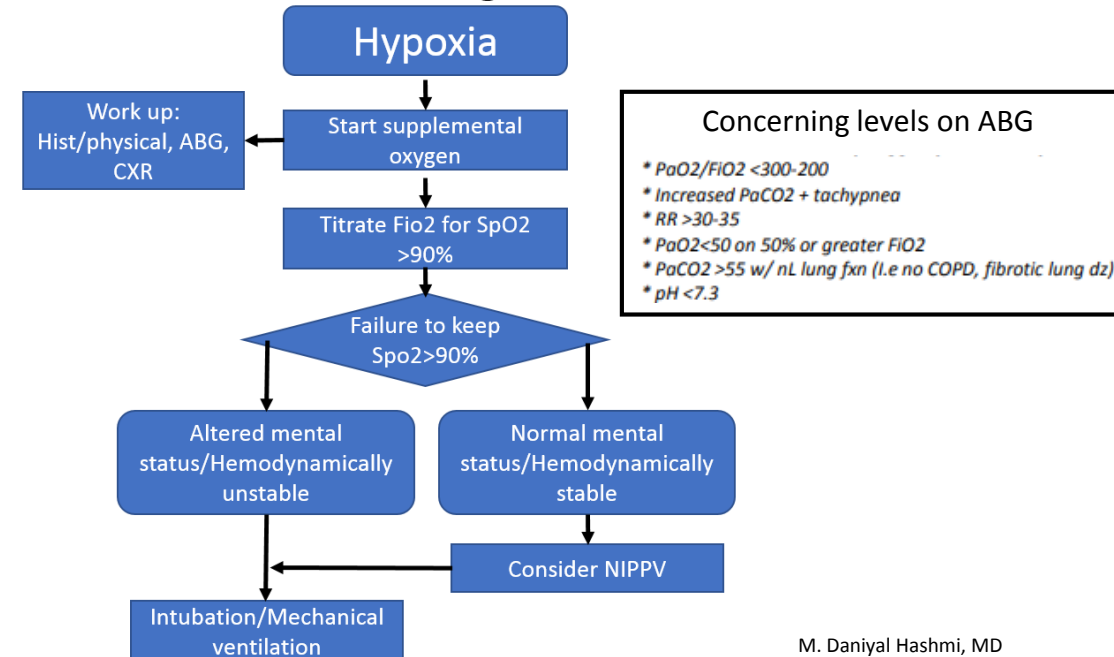 Hypoxia
Work up:
Hist/physical, ABG,
CXR
Start supplemental
oxygen
Titrate Fio2 for SpO2
>90%
Failure to keep
Spo2>90%
Altered mental
status/Hemodynamically
unstable
Normal mental
status/Hemodynamically
stable
Consider NIPPV
Intubation/Mechanical
ventilation
Concerning levels on ABG
* PaO2/FiO2 <300-200
* Increased PaCO2 + tachypnea
* RR >30-35
* PaO2<50 on 50% or greater FiO2
* PaCO2 >55 w/ nL lung fxn (I.e no COPD, fibrotic lung dz)
* pH <7.3
M. Daniyal Hashmi, MD